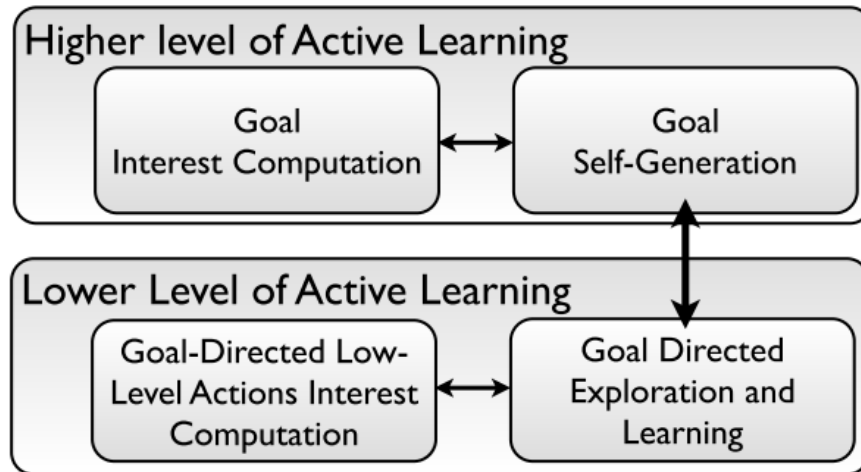 Higher level of Active Learning
Goal
Interest Computation
Goal
Self-Generation
Lower Level of Active Learning
Goal-Directed Low-
Level Actions Interest
Computation
Goal Directed
Exploration and
Learning